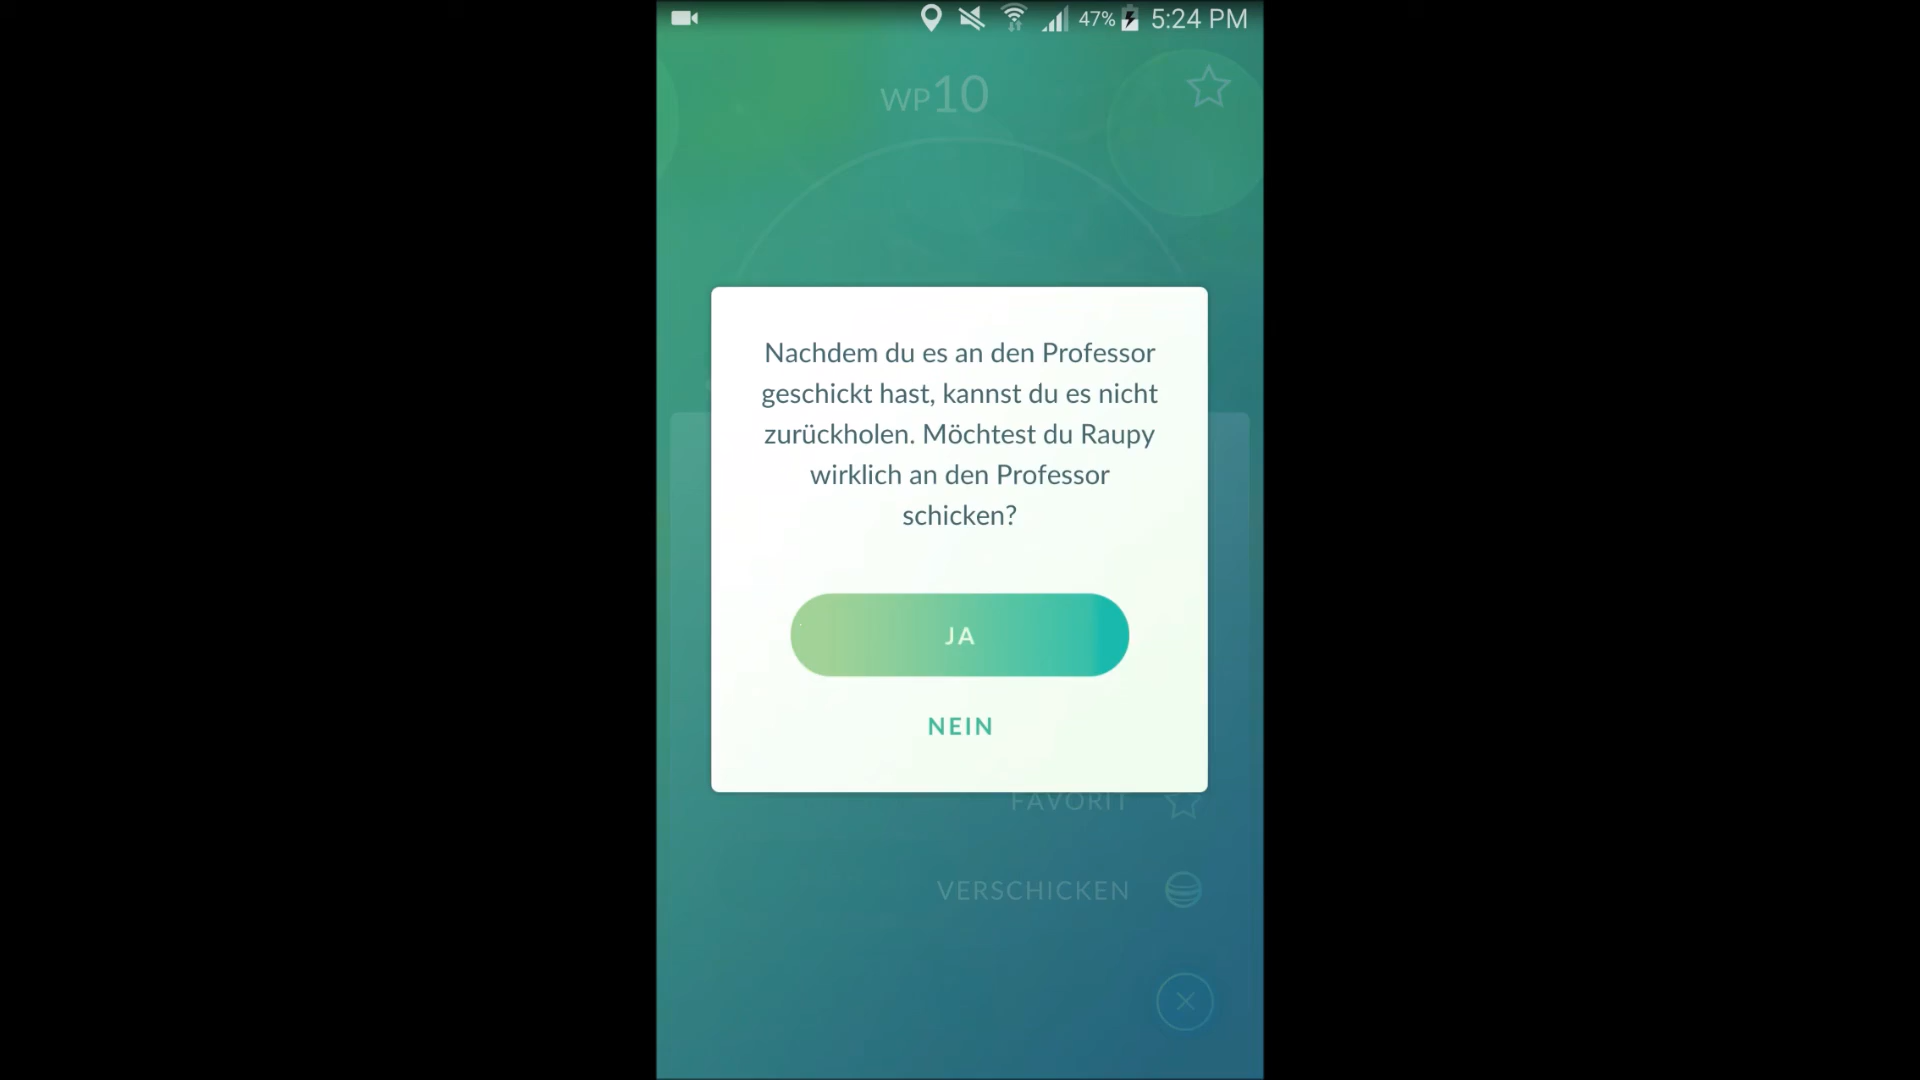 47% 5:24 PM
WP10
Nachdem du es an den Professor
geschickt hast, kannst du es nicht
zurückholen. Möchtest du Raupy
wirklich an den Professor
schicken?
JA
NEIN
FAVORIT
VERSCHICKEN